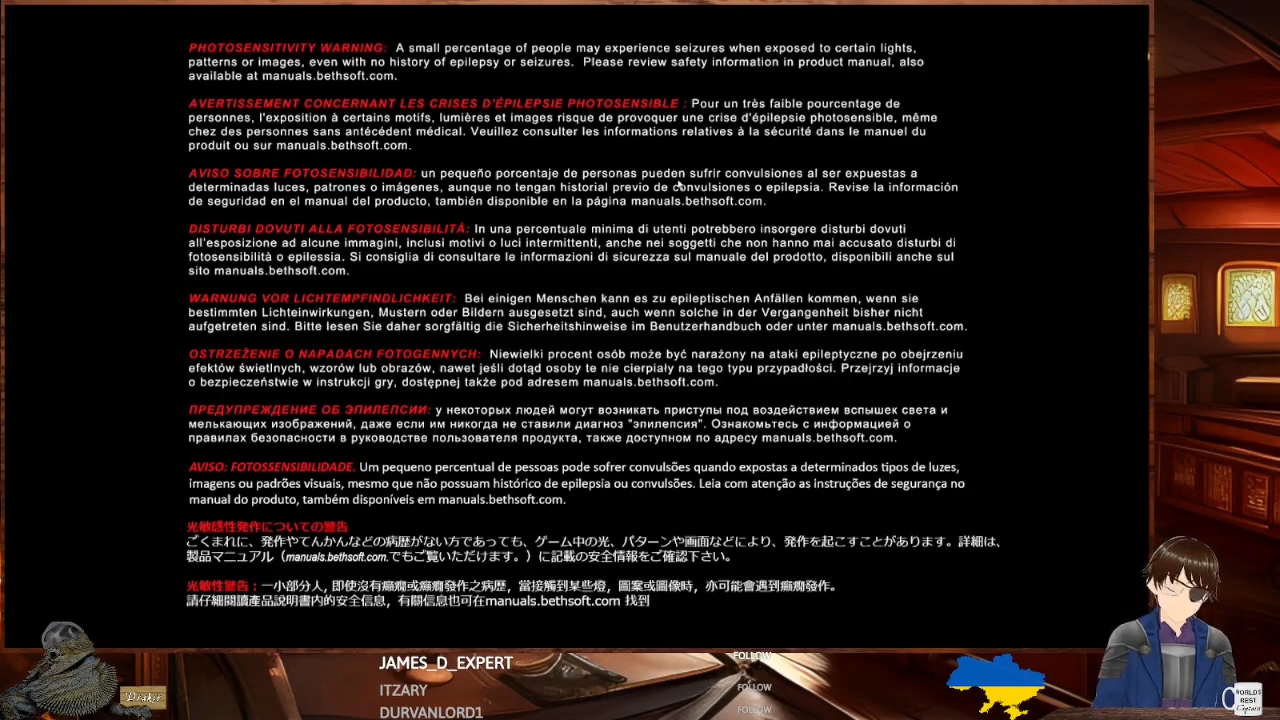 PHOTOSENSITIVITY WARNING: A small percentage of people may experience seizures when exposed to certain lights,
patterns or images, even with no history of epilepsy or seizures. Please review safety information in product manual, also
available at manuals.bethsoft.com.
AVERTISSEMENT CONCERNANT LES CRISES D'ÉPILEPSIE PHOTOSENSIBLE : Pour un très faible pourcentage de
personnes, l'exposition à certains motifs, lumières et images risque de provoquer une crise d'épilepsie photosensible, même
chez des personnes sans antécédent médical. Veuillez consulter les informations relatives à la sécurité dans le manuel du
produit ou sur manuals.bethsoft.com.
AVISO SOBRE FOTOSENSIBILIDAD: un pequeño porcentaje de personas pueden sufrir convulsiones al ser expuestas a
determinadas luces, patrones o imágenes, aunque no tengan historial previo de convulsiones o epilepsia. Revise la información
de seguridad en el manual del producto, también disponible en la página manuals.bethsoft.com.
DISTURBI DOVUTI ALLA FOTOSENSIBILITÀ: In una percentuale minima di utenti potrebbero insorgere disturbi dovuti
all'esposizione ad alcune immagini, inclusi motivi o luci intermittenti, anche nei soggetti che non hanno mai accusato disturbi di
fotosensibilità o epilessia. Si consiglia di consultare le informazioni di sicurezza sul manuale del prodotto, disponibili anche sul
sito manuals.bethsoft.com.
WARNUNG VOR LICHTEMPFINDLICHKEIT: Bei einigen Menschen kann es zu epileptischen Anfällen kommen, wenn sie
bestimmten Lichteinwirkungen, Mustern oder Bildern ausgesetzt sind, auch wenn solche in der Vergangenheit bisher nicht
aufgetreten sind. Bitte lesen Sie daher sorgfältig die Sicherheitshinweise im Benutzerhandbuch oder unter manuals.bethsoft.com.
OSTRZEŻENIE O NAPADACH FOTOGENNYCH: Niewielki procent osób może być narażony na ataki epileptyczne po obejrzeniu
efektów świetlnych, wzorów lub obrazów, nawet jeśli dotąd osoby te nie cierpiały na tego typu przypadłości. Przejrzyj informacje
o bezpieczeństwie w instrukcji gry, dostępnej także pod adresem manuals.bethsoft.com.
ПРЕДУПРЕЖДЕНИЕ ОБ ЭПИЛЕПСИИ: у некоторых людей могут возникать приступы под воздействием вспышек света и
мелькающих изображений, даже если им никогда не ставили диагноз "эпилепсия". Ознакомьтесь с информацией о
правилах безопасности в руководстве пользователя продукта, также доступном по адресу manuals.bethsoft.com.
AVISO: FOTOSSENSIBILIDADE. Um pequeno percentual de pessoas pode sofrer convulsões quando expostas a determinados tipos de luzes,
imagens ou padrões visuais, mesmo que não possuam histórico de epilepsia ou convulsões. Leia com atenção as instruções de segurança no
manual do produto, também disponíveis em manuals.bethsoft.com.
光敏感性発作についての警告
ごくまれに、発作やてんかんなどの病歴がない方であっても、ゲーム中の光、パターンや画面などにより、発作を起こすことがあります。詳細は、
製品マニュアル（manuals.bethsoft.com.でもご覧いただけます。）に記載の安全情報をご確認下さい。
光敏性警告：一小部分人, 即使沒有癲癇或癲癇發作之病歴，當接觸到某些燈，圖案或圖像時，亦可能會遇到癲癇發作。
請仔細閱讀產品說明書内的安全信息，有關信息也可在manuals.bethsoft.com 找到
Drake
JAMES_D_EXPERT
FOLLOW
ITZARY
FOLLOW
DURVANLORD1
FOLLOW
WORLDS
BEST